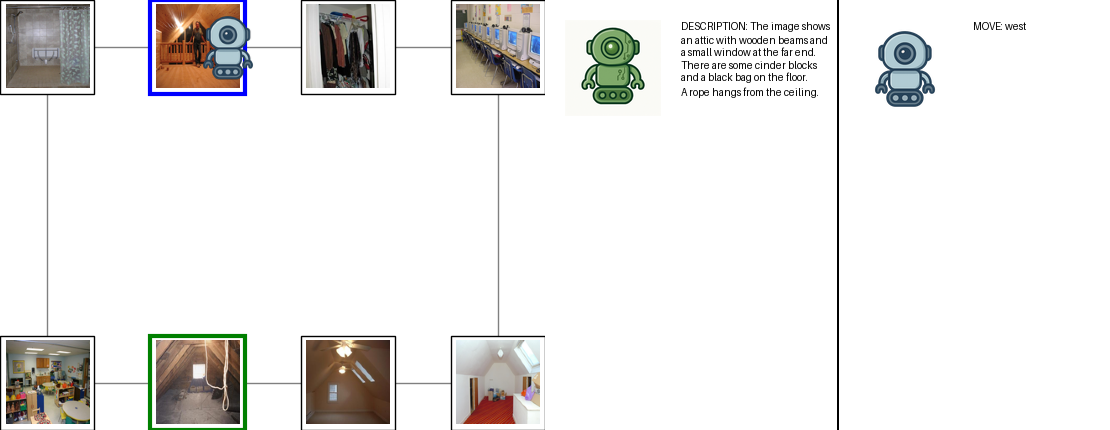 DESCRIPTION: The image shows
an attic with wooden beams and
a small window at the far end.
There are some cinder blocks
and a black bag on the floor.
A rope hangs from the ceiling.
MOVE: west